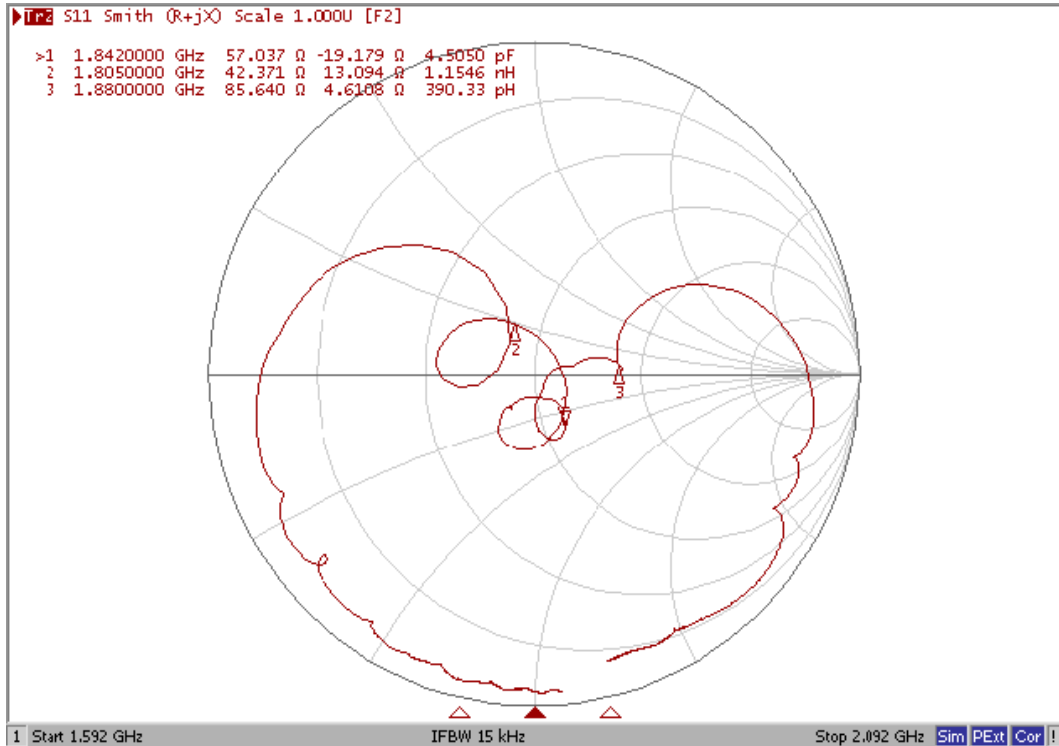 Tr2 S11 Smith (R+jX) Scale 1.000U [F2]
>1 1.8420000 GHz 57.037 Ω -19.179 Ω 4.5050 pF
2 1.8050000 GHz 42.371 Ω 13.094 Ω 1.1546 nH
3 1.8800000 GHz 85.640 Ω 4.6108 Ω 390.33 pH
2
3
1 Start 1.592 GHz IFBW 15 kHz Stop 2.092 GHz Sim PExt Cor !